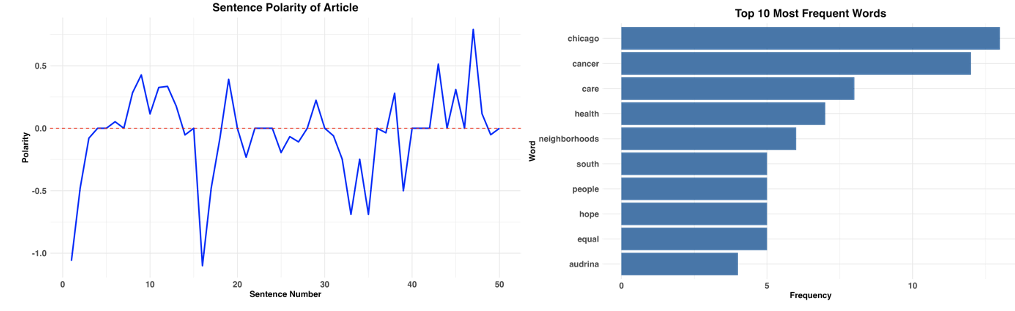 Sentence Polarity of Article
Polarity
0.5
0.0
-0.5
-1.0
0 10 20 30 40 50
Sentence Number
Top 10 Most Frequent Words
Word
chicago
cancer
care
health
neighborhoods
south
people
hope
equal
audrina
0 5 10
Frequency